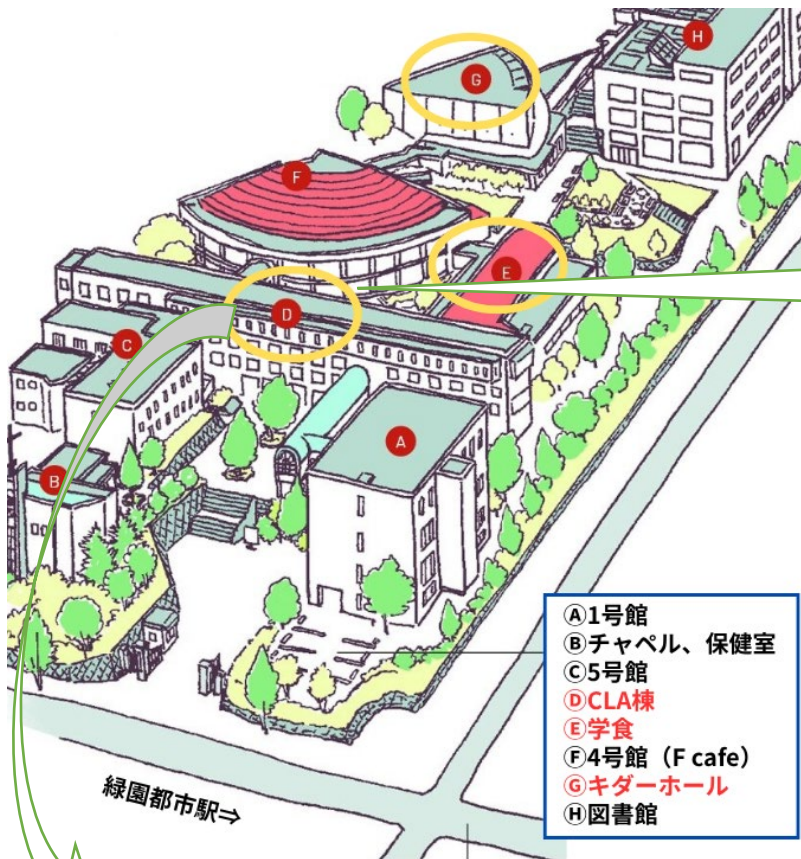 G
H
F
E
D
C
A
B
Ⓐ1号館
Ⓑチャペル、保健室
Ⓒ5号館
ⒹCLA棟
Ⓔ学食
Ⓕ4号館（F cafe）
Ⓖキダーホール
Ⓗ図書館
緑園都市駅⇒